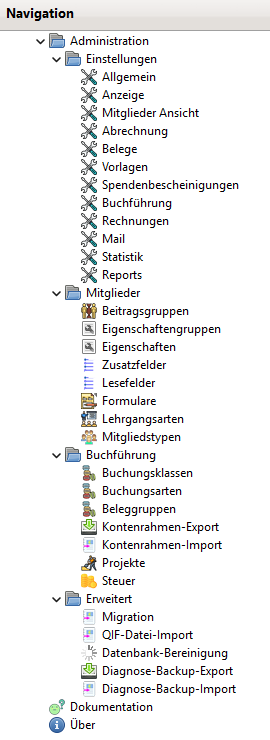 Navigation
Administration
Einstellungen
Allgemein
Anzeige
Mitglieder Ansicht
Abrechnung
Belege
Vorlagen
Spendenbescheinigungen
Buchführung
Rechnungen
Mail
Statistik
Reports
Mitglieder
Beitragsgruppen
Eigenschaftengruppen
Eigenschaften
Zusatzfelder
Lesefelder
Formulare
Lehrgangsarten
Mitgliedstypen
Buchführung
Buchungsklassen
Buchungsarten
Beleggruppen
Kontenrahmen-Export
Kontenrahmen-Import
Projekte
Steuer
Erweitert
Migration
QIF-Datei-Import
Datenbank-Bereinigung
Diagnose-Backup-Export
Diagnose-Backup-Import
Dokumentation
Über